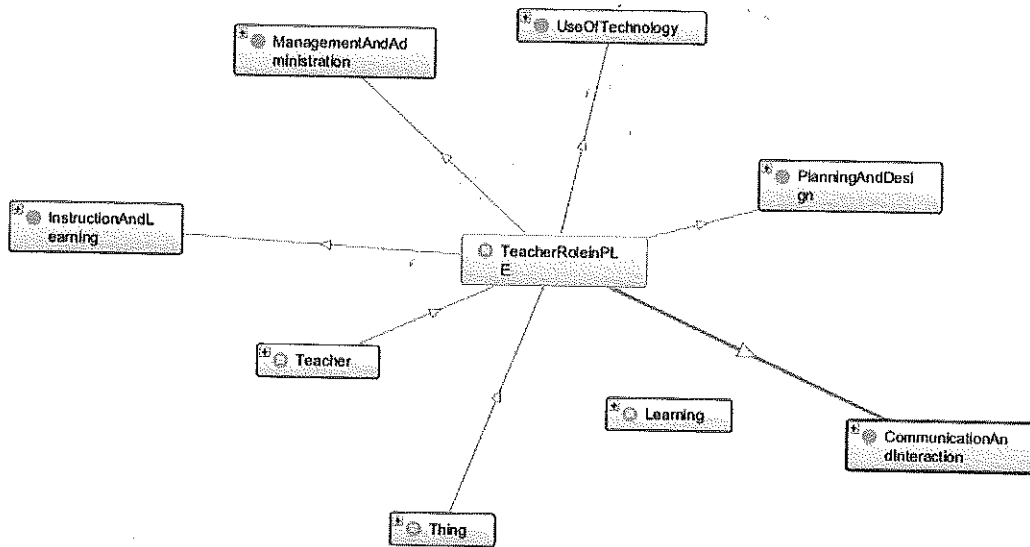 UseOfTechnology
ManagementAndAd
ministration
PlanningAndDesi
gn
InstructionAndL
earning
TeacherRoleinPL
E
Teacher
Learning
CommunicationAn
dInteraction
Thing